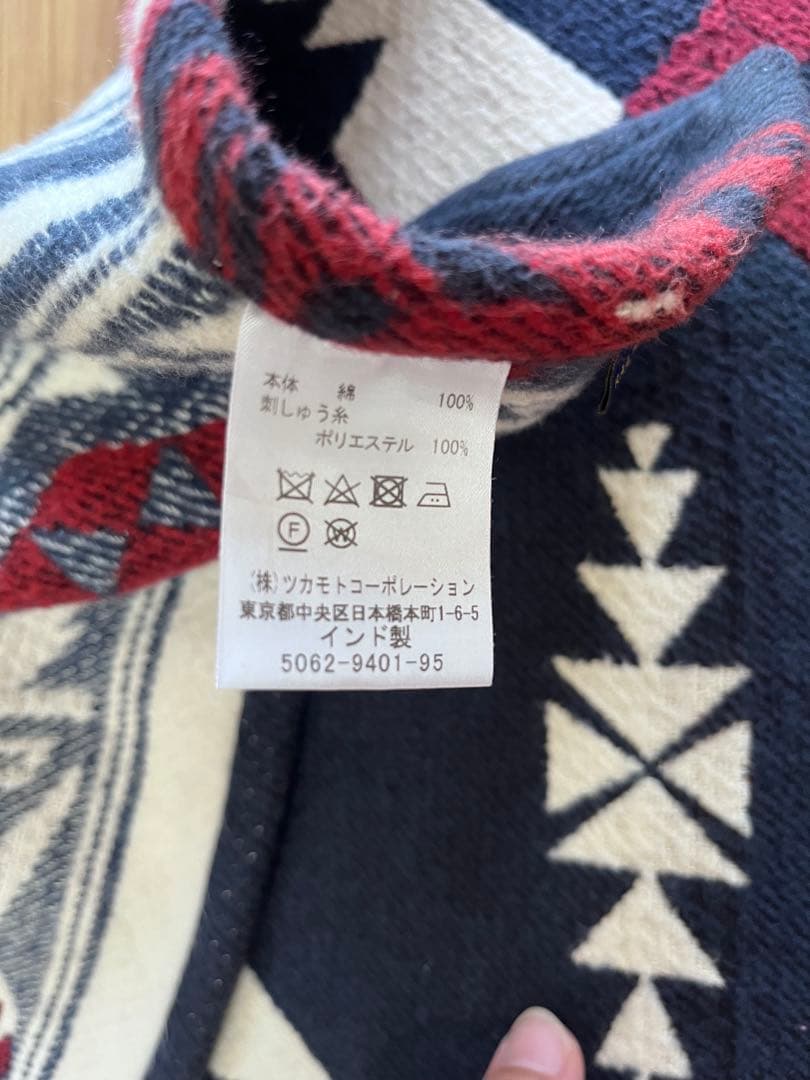 本体 綿 100%
刺しゅう糸
ポリエステル 100%
F W
(株)ツカモトコーポレーション
東京都中央区日本橋本町1-6-5
インド製
5062-9401-95